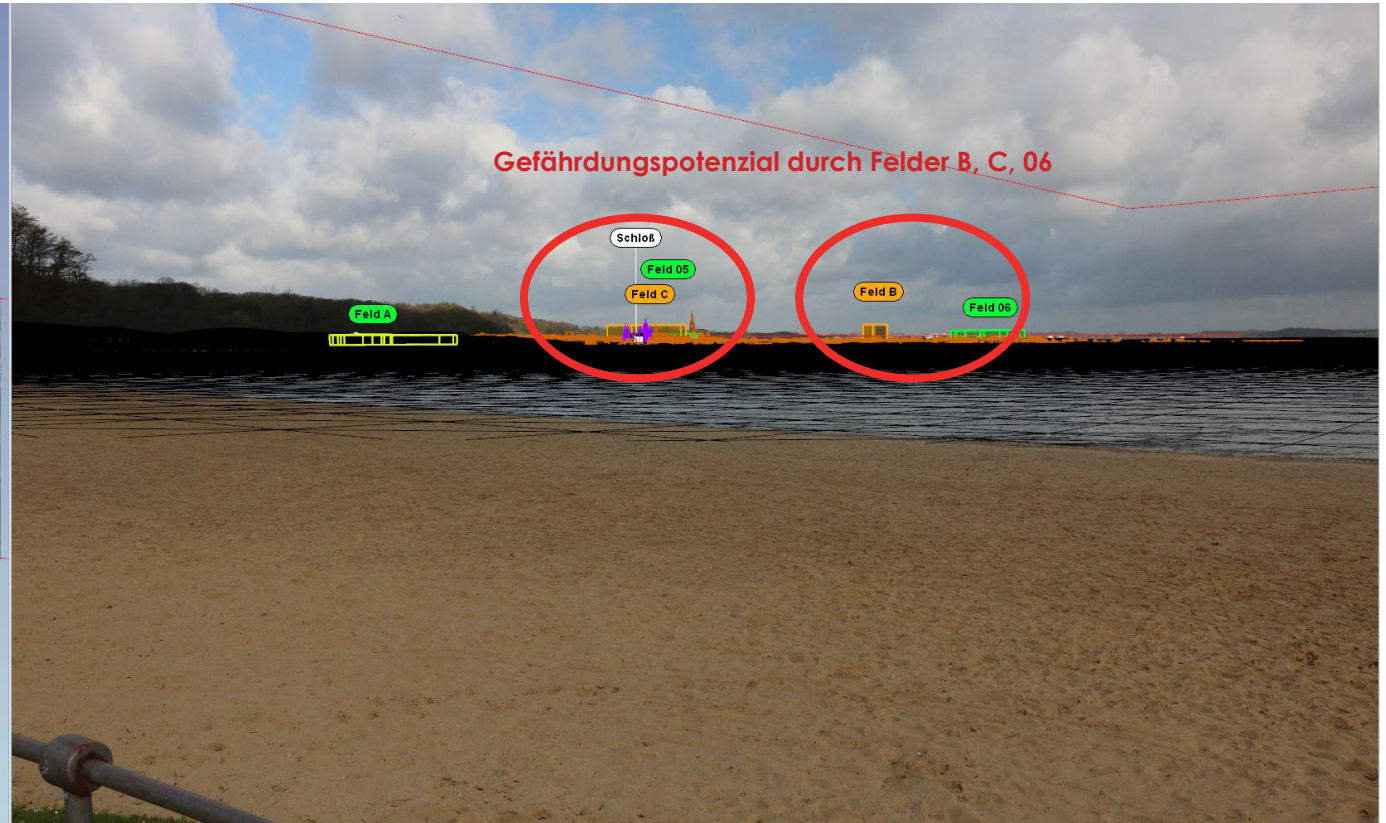 Gefährdungspotenzial durch Felder B, C, 06
Schloß
Feld 05
Feld C
Feld B
Feld 06
Feld A